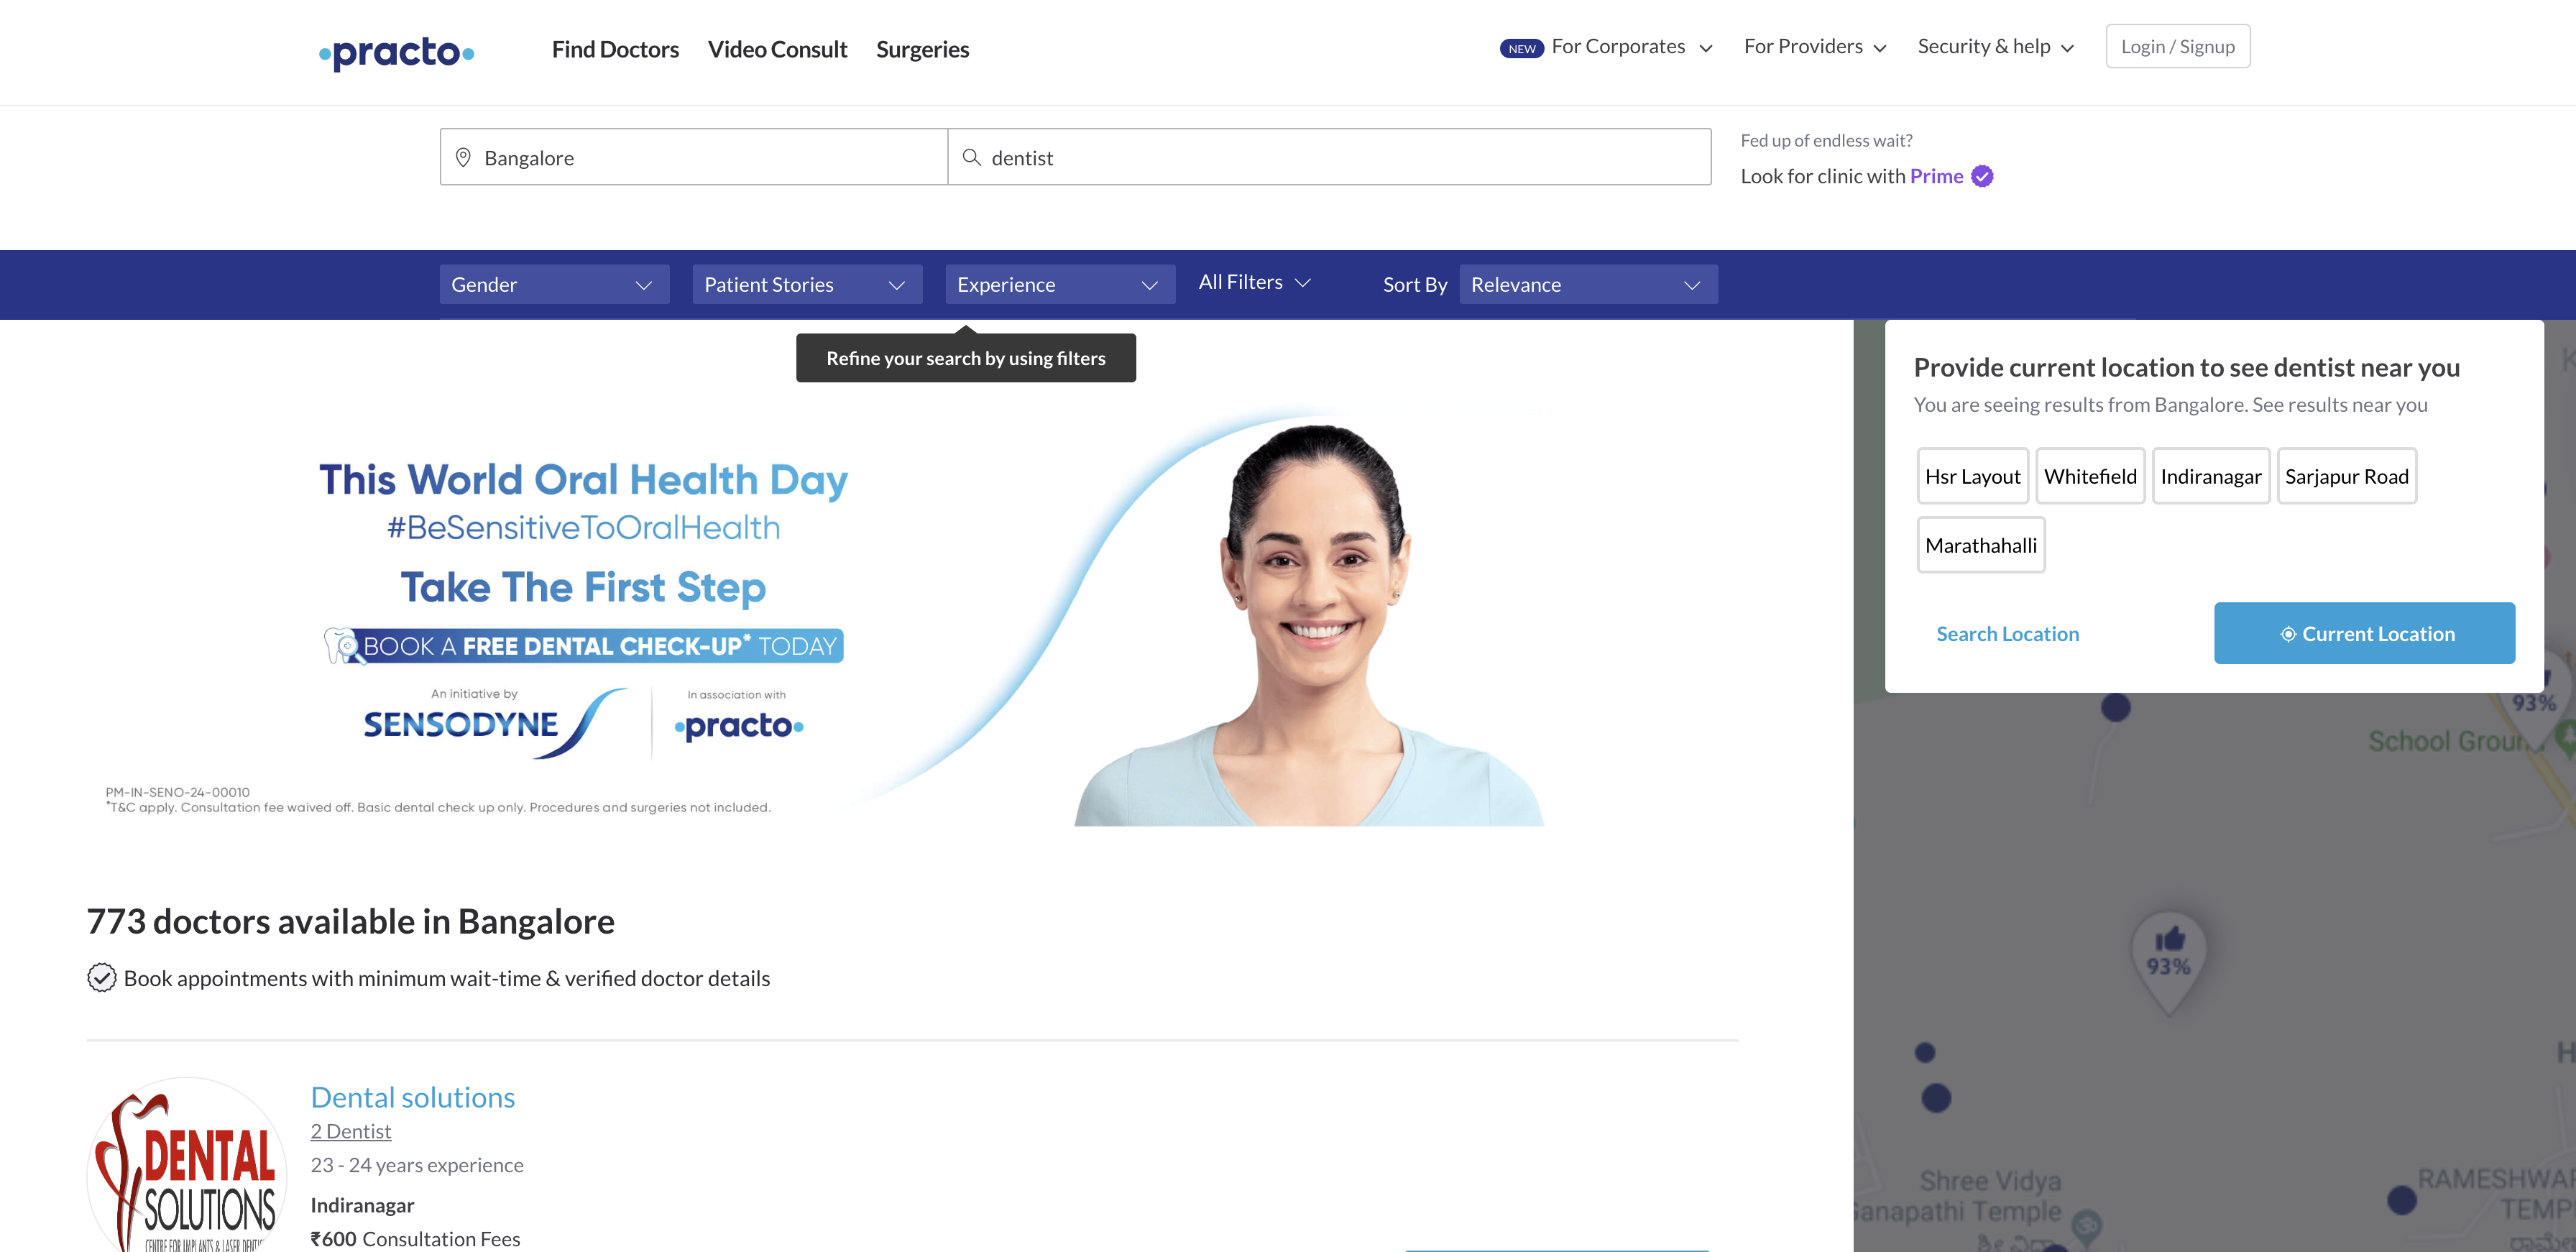 practo
Find Doctors Video Consult Surgeries
NEW For Corporates For Providers Security & help Login / Signup
Bangalore
dentist
Fed up of endless wait?
Look for clinic with Prime
Gender Patient Stories Experience All Filters Sort By Relevance
Refine your search by using filters
This World Oral Health Day
#BeSensitiveToOralHealth
Take The First Step
BOOK A FREE DENTAL CHECK-UP* TODAY
An initiative by
SENSODYNE
In association with
practo
PM-IN-SENO-24-00010
*T&C apply. Consultation fee waived off. Basic dental check up only. Procedures and surgeries not included.
773 doctors available in Bangalore
Book appointments with minimum wait-time & verified doctor details
DENTAL
SOLUTIONS
CENTRE FOR IMPLANTS & LASER
Dental solutions
2 Dentist
23 - 24 years experience
Indiranagar
₹600 Consultation Fees
Provide current location to see dentist near you
You are seeing results from Bangalore. See results near you
Hsr Layout Whitefield Indiranagar Sarjapur Road
Marathahalli
Search Location
Current Location
93%
School
93%
Shree Vidya
Ganapathi Temple